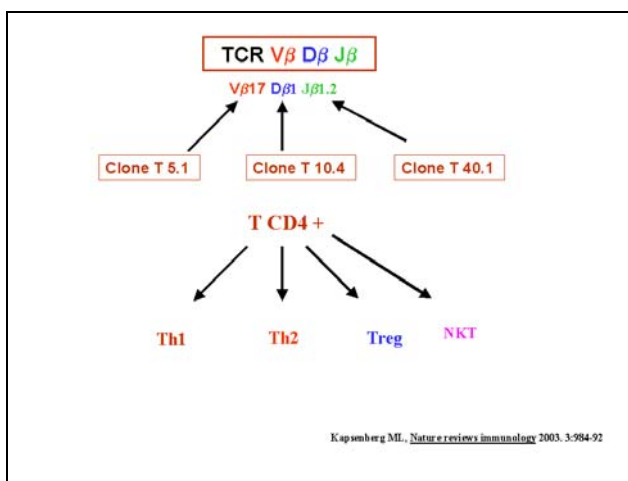 TCR Vβ Dβ Jβ
Vβ17 Dβ1 Jβ1.2
Clone T 5.1 Clone T 10.4 Clone T 40.1
T CD4 +
Th1 Th2 Treg NKT
Kapsenberg ML, Nature reviews immunology 2003. 3:984-92